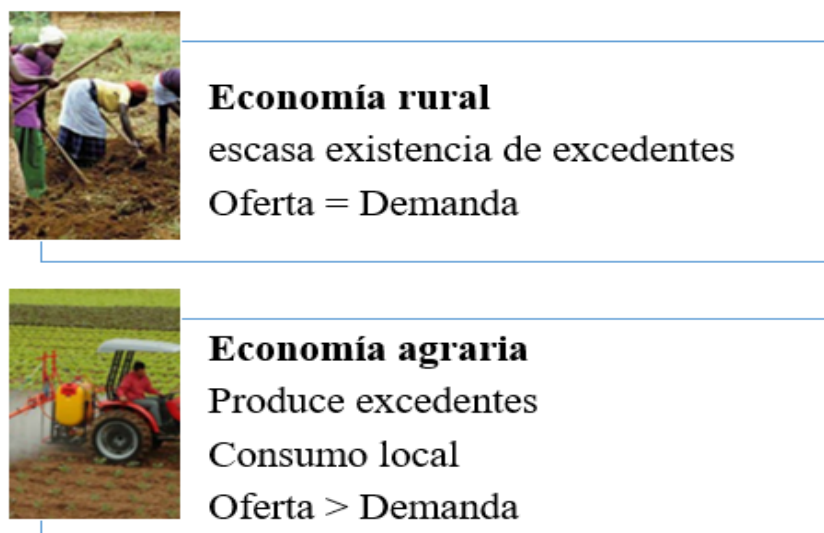 Economía rural
escasa existencia de excedentes
Oferta = Demanda
Economía agraria
Produce excedentes
Consumo local
Oferta > Demanda